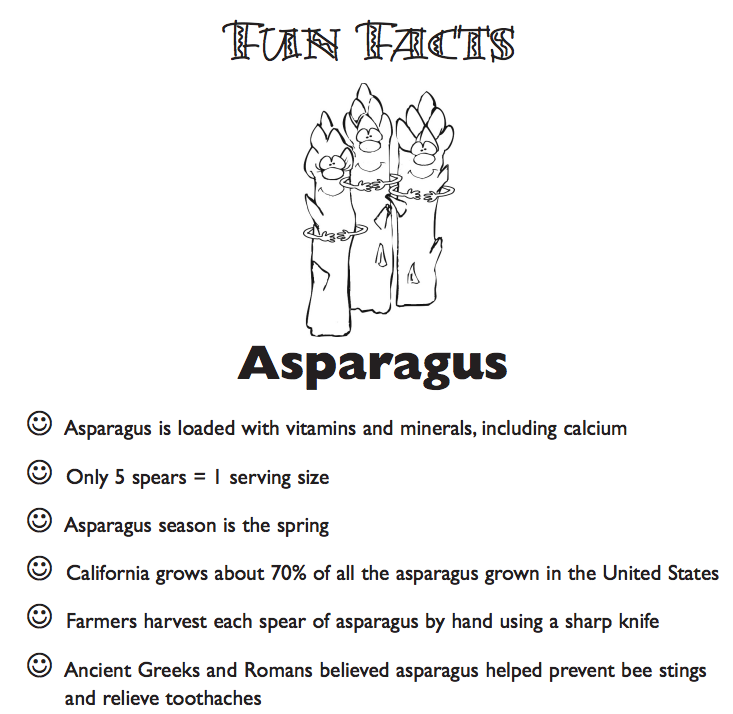 Fun Facts
Asparagus
Asparagus is loaded with vitamins and minerals, including calcium
Only 5 spears = 1 serving size
Asparagus season is the spring
California grows about 70% of all the asparagus grown in the United States
Farmers harvest each spear of asparagus by hand using a sharp knife
Ancient Greeks and Romans believed asparagus helped prevent bee stings
and relieve toothaches